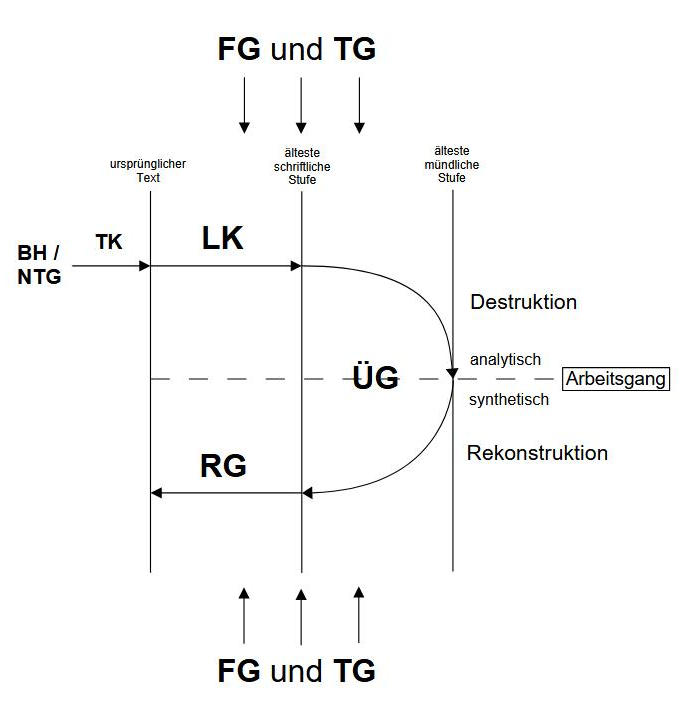 FG und TG
ursprünglicher
Text
älteste
schriftliche
Stufe
älteste
mündliche
Stufe
BH /
NTG
TK
LK
Destruktion
analytisch
ÜG
Arbeitsgang
synthetisch
Rekonstruktion
RG
FG und TG